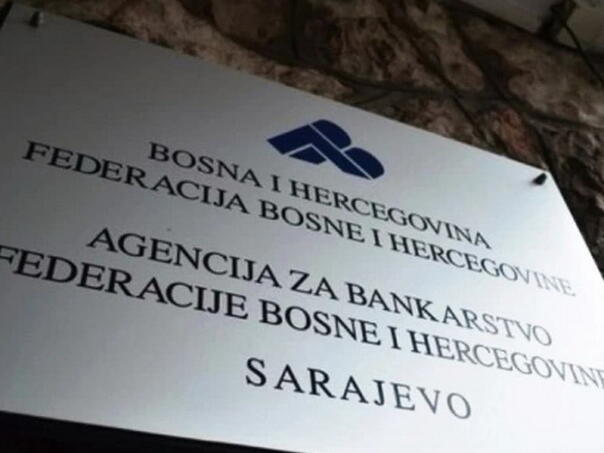 BOSNA I HERCEGOVINA
FEDERACIJA BOSNE I HERCEGOVINE
AGENCIJA ZA BANKARSTVO
FEDERACIJE BOSNE I HERCEGOVINE
SARAJEVO